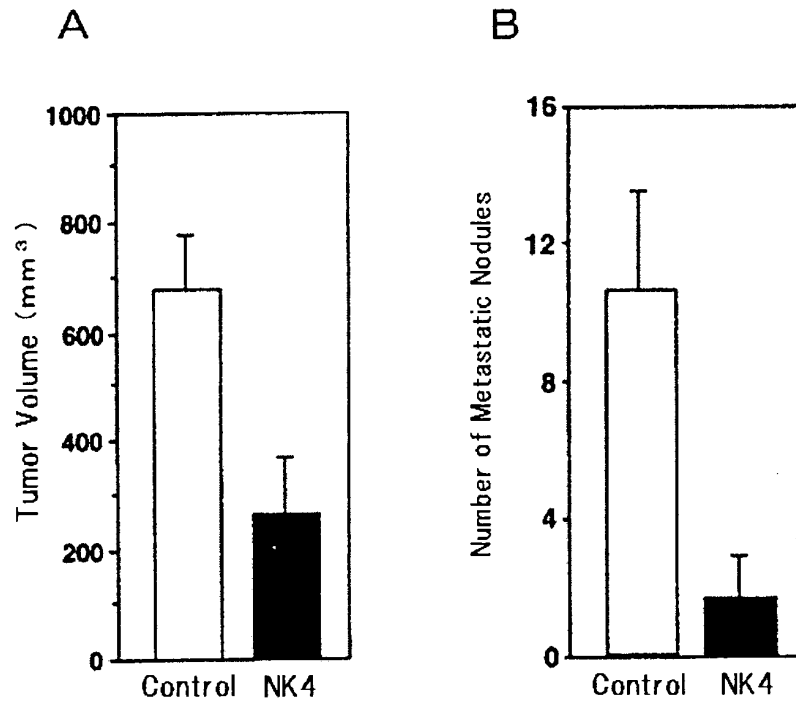 A
1000
800
600
400
200
0
Tumor Volume (mm³)
Control NK4
B
16
12
8
4
0
Number of Metastatic Nodules
Control NK4